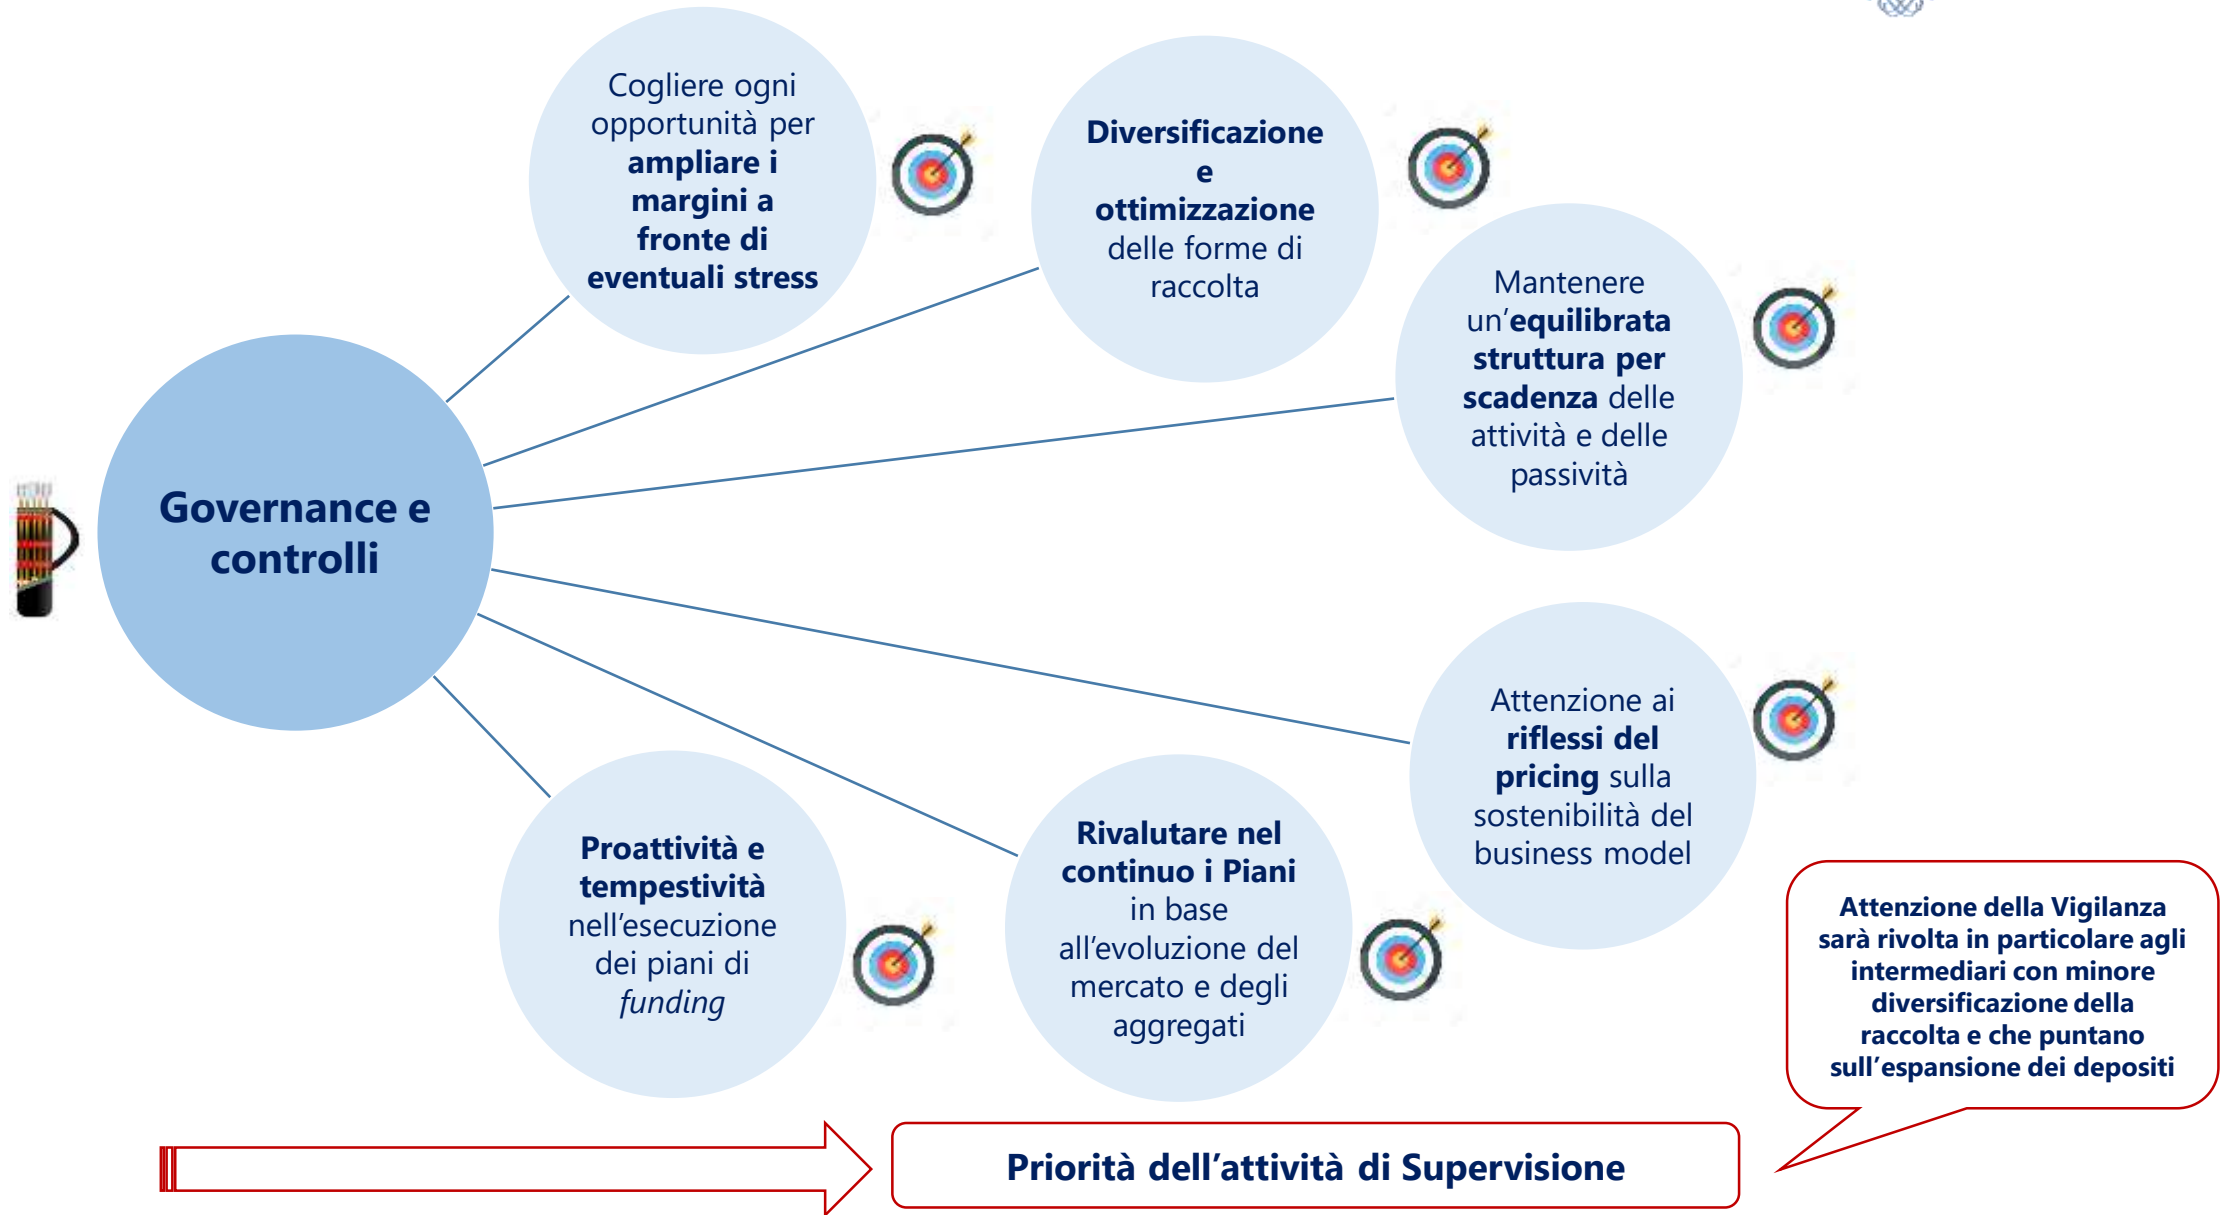 Cogliere ogni
opportunità per
ampliare i
margini a
fronte di
eventuali stress
Diversificazione
e
ottimizzazione
delle forme di
raccolta
Mantenere
un’equilibrata
struttura per
scadenza delle
attività e delle
passività
Governance e
controlli
Attenzione ai
riflessi del
pricing sulla
sostenibilità del
business model
Rivalutare nel
continuo i Piani
in base
all’evoluzione del
mercato e degli
aggregati
Proattività e
tempestività
nell’esecuzione
dei piani di
funding
Attenzione della Vigilanza
sarà rivolta in particolare agli
intermediari con minore
diversificazione della
raccolta e che puntano
sull’espansione dei depositi
Priorità dell’attività di Supervisione